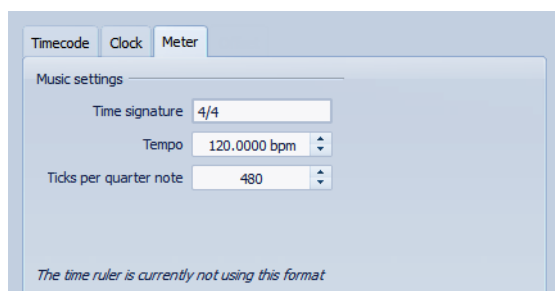 Timecode Clock Meter
Music settings
Time signature 4/4
Tempo 120.0000 bpm
Ticks per quarter note 480
The time ruler is currently not using this format